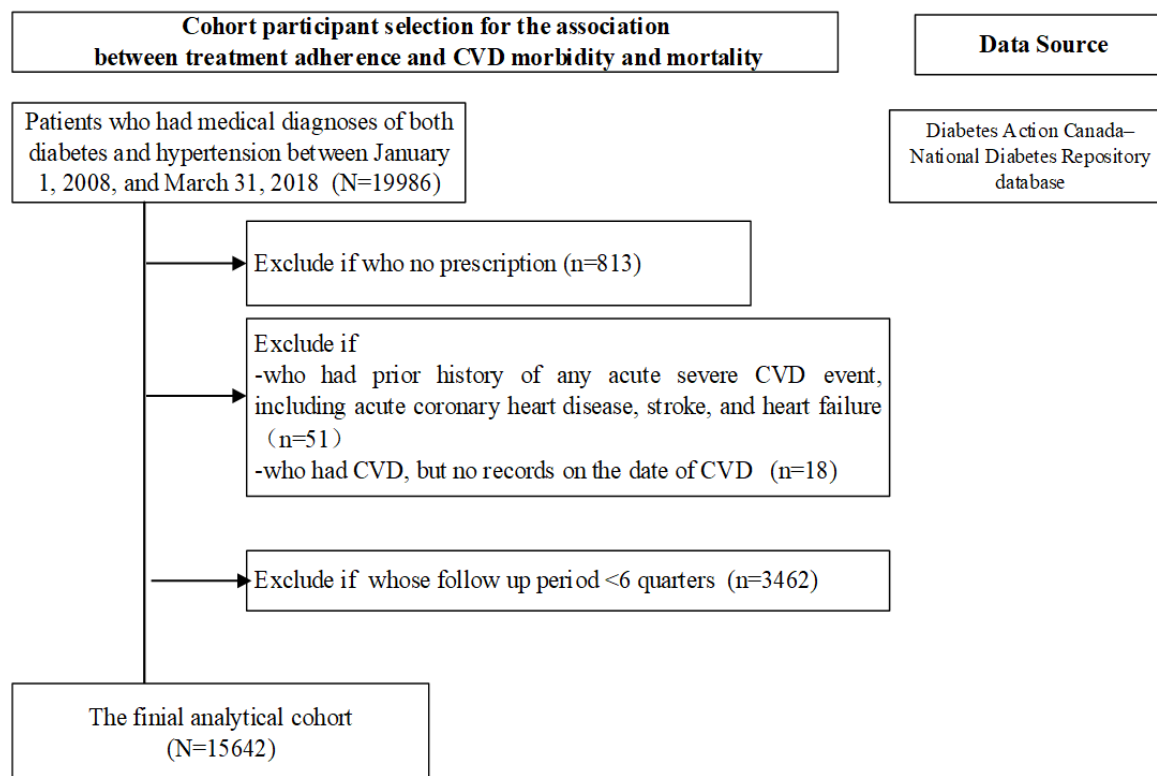 Cohort participant selection for the association
between treatment adherence and CVD morbidity and mortality
Data Source
Patients who had medical diagnoses of both
diabetes and hypertension between January
1, 2008, and March 31, 2018 (N=19986)
Diabetes Action Canada–
National Diabetes Repository
database
Exclude if who no prescription (n=813)
Exclude if
-who had prior history of any acute severe CVD event,
including acute coronary heart disease, stroke, and heart failure
（n=51）
-who had CVD, but no records on the date of CVD (n=18)
Exclude if whose follow up period <6 quarters (n=3462)
The finial analytical cohort
(N=15642)